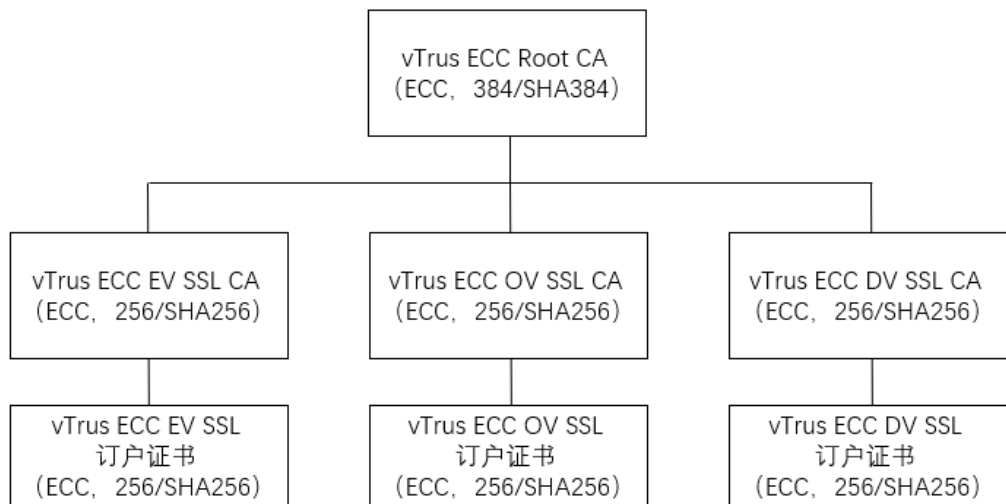 vTrus ECC Root CA
（ECC，384/SHA384）
vTrus ECC EV SSL CA
（ECC，256/SHA256）
vTrus ECC OV SSL CA
（ECC，256/SHA256）
vTrus ECC DV SSL CA
（ECC，256/SHA256）
vTrus ECC EV SSL
订户证书
（ECC，256/SHA256）
vTrus ECC OV SSL
订户证书
（ECC，256/SHA256）
vTrus ECC DV SSL
订户证书
（ECC，256/SHA256）